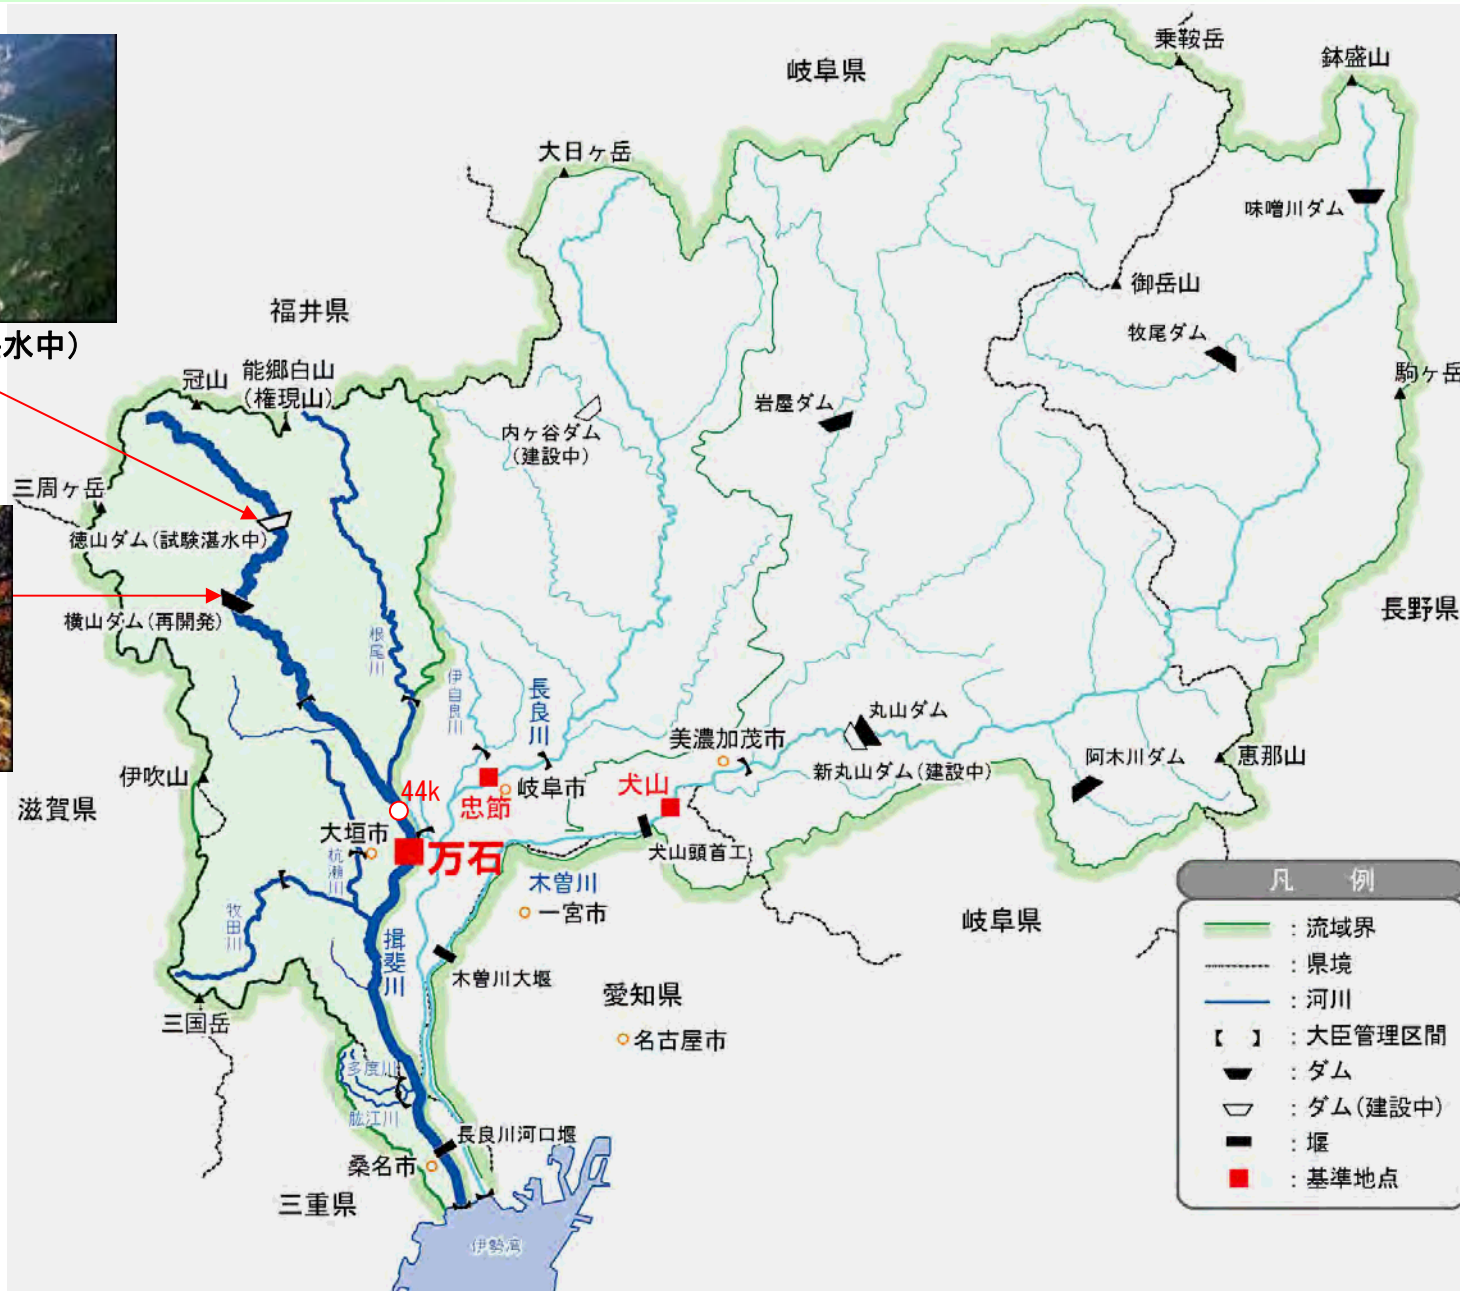 乗鞍岳
鉢盛山
岐阜県
大日ヶ岳
味噌川ダム
御岳山
福井県
牧尾ダム
水中）
能郷白山
（権現山）
冠山
駒ヶ岳
岩屋ダム
内ヶ谷ダム
（建設中）
三周ヶ岳
徳山ダム（試験湛水中）
長野県
横山ダム（再開発）
根尾川
伊自良川
長良川
丸山ダム
美濃加茂市
恵那山
阿木川ダム
新丸山ダム（建設中）
伊吹山
滋賀県
44k
忠節
岐阜市
犬山
大垣市
万石
杭瀬川
犬山頭首工
凡 例
木曽川
一宮市
岐阜県
牧田川
揖斐川
：流域界
：県境
木曽川大堰
愛知県
：河川
三国岳
名古屋市
：大臣管理区間
多度川
：ダム
肱江川
：ダム（建設中）
長良川河口堰
：堰
桑名市
：基準地点
三重県
伊勢湾